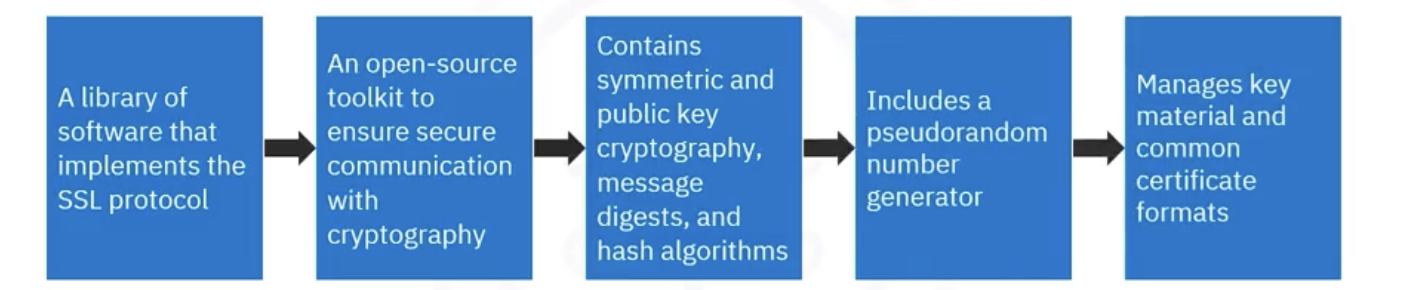 A library of
software that
implements the
SSL protocol
An open-source
toolkit to
ensure secure
communication
with
cryptography
Contains
symmetric and
public key
cryptography,
message
digests, and
hash algorithms
Includes a
pseudorandom
number
generator
Manages key
material and
common
certificate
formats